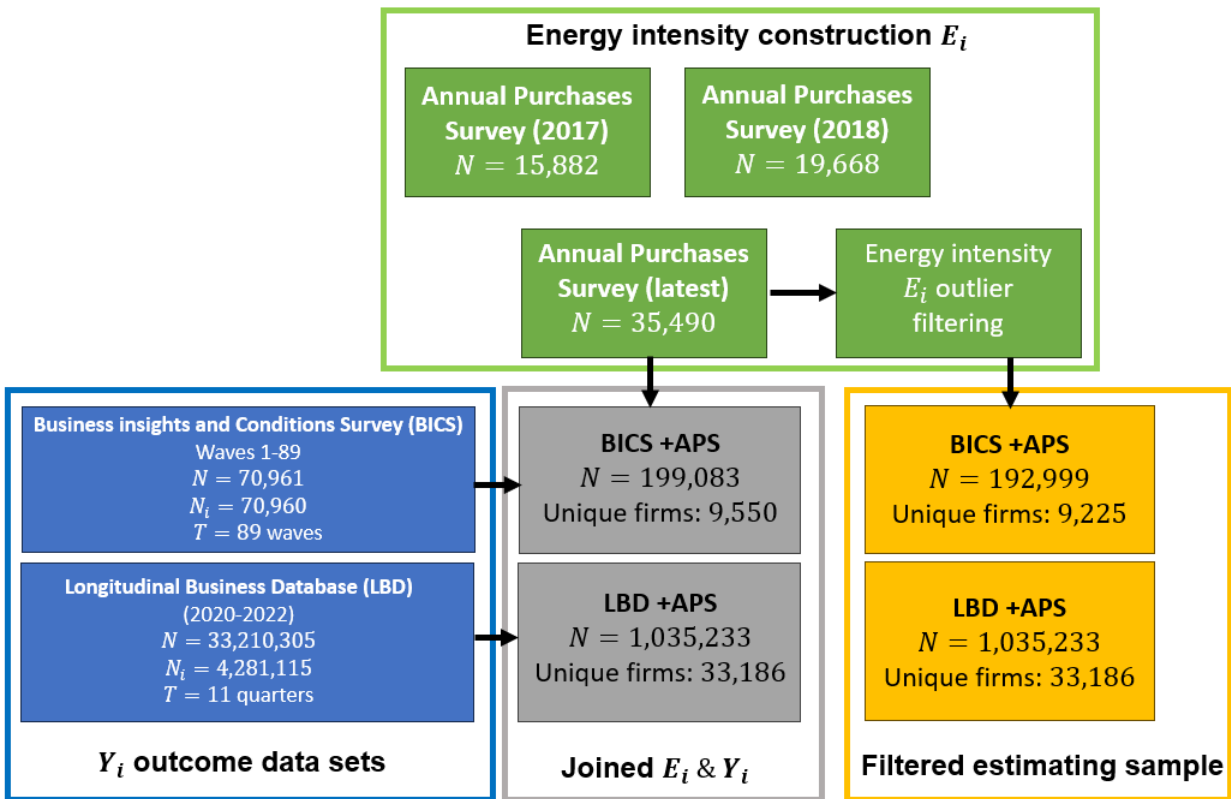 Energy intensity construction Eᵢ
Annual Purchases
Survey (2017)
N = 15,882
Annual Purchases
Survey (2018)
N = 19,668
Annual Purchases
Survey (latest)
N = 35,490
Energy intensity
Eᵢ outlier
filtering
Business insights and Conditions Survey (BICS)
Waves 1-89
N = 70,961
Nᵢ = 70,960
T = 89 waves
Longitudinal Business Database (LBD)
(2020-2022)
N = 33,210,305
Nᵢ = 4,281,115
T = 11 quarters
Yᵢ outcome data sets
BICS +APS
N = 199,083
Unique firms: 9,550
LBD +APS
N = 1,035,233
Unique firms: 33,186
Joined Eᵢ & Yᵢ
BICS +APS
N = 192,999
Unique firms: 9,225
LBD +APS
N = 1,035,233
Unique firms: 33,186
Filtered estimating sample